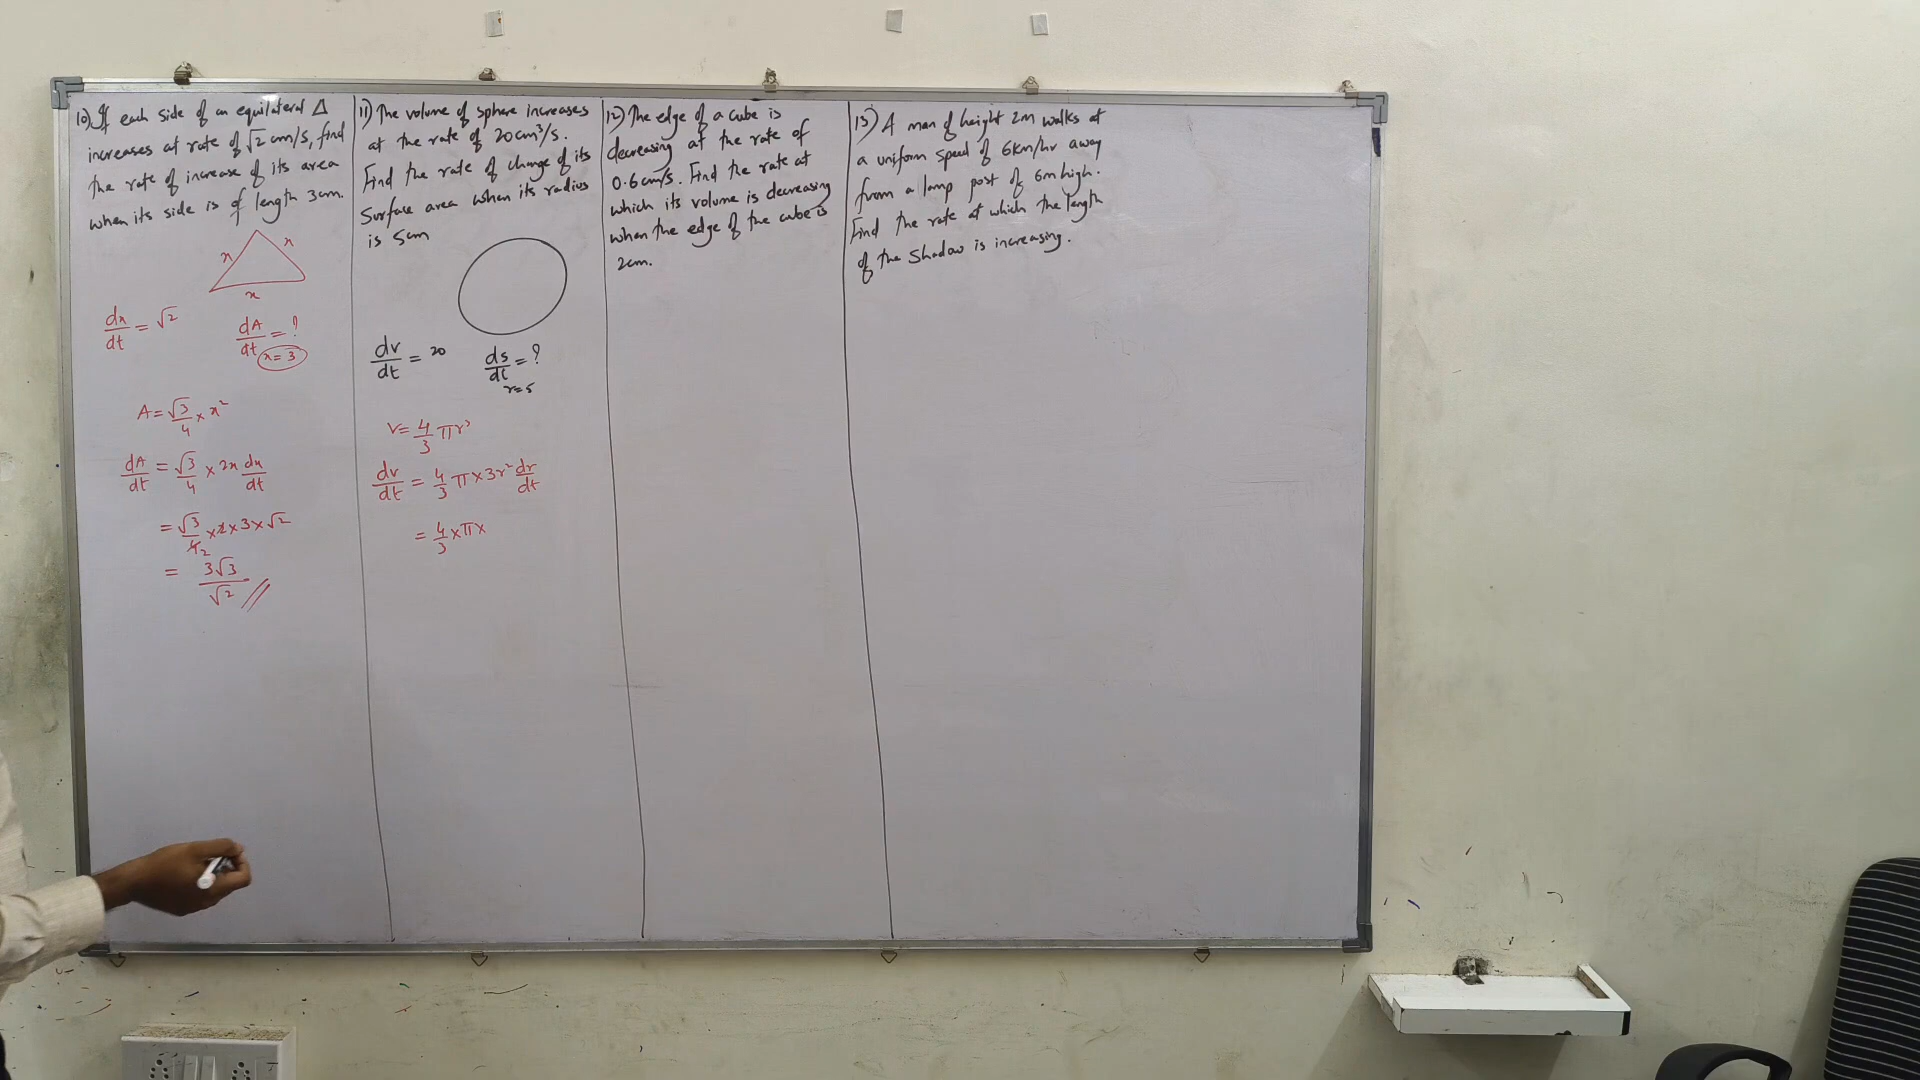 10) If each side of an equilateral Δ
increases at rate of √2 cm/s, find
the rate of increase of its area
when its side is of length 3cm.
x
x
x
dx/dt = √2
dA/dt = ?
x = 3
A = √3/4 × x²
dA/dt = √3/4 × 2x dx/dt
= √3/4 × 2 × 3 × √2
2
= 3√3/√2 //
11) The volume of sphere increases
at the rate of 20cm³/s.
Find the rate of change of its
Surface area when its radius
is 5cm
dv/dt = 20
ds/dt = ?
r=5
V = 4/3 πr³
dv/dt = 4/3 π × 3r² dr/dt
= 4/3 × π ×
12) The edge of a cube is
decreasing at the rate of
0.6cm/s. Find the rate at
which its volume is decreasing
when the edge of the cube is
2cm.
13) A man of height 2m walks at
a uniform speed of 6km/hr away
from a lamp post of 6m high.
Find the rate at which the length
of the Shadow is increasing.